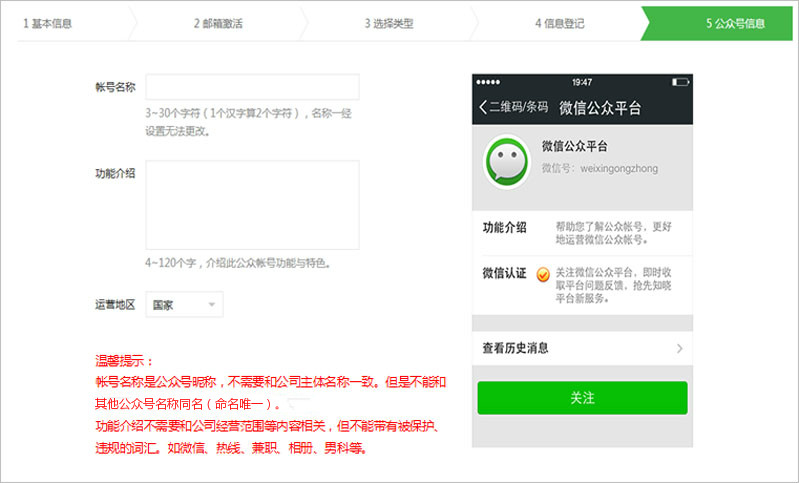 1 基本信息
2 邮箱激活
3 选择类型
4 信息登记
5 公众号信息
帐号名称
3~30个字符（1个汉字算2个字符），名称一经
设置无法更改。
功能介绍
4~120个字，介绍此公众帐号功能与特色。
运营地区
国家
温馨提示：
帐号名称是公众号昵称，不需要和公司主体名称一致。但是不能和
其他公众号名称同名（命名唯一）。
功能介绍不需要和公司经营范围等内容相关，但不能带有被保护、
违规的词汇。如微信、热线、兼职、相册、男科等。
19:47
二维码/条码
微信公众平台
微信公众平台
微信号：weixingongzhong
功能介绍
帮助您了解公众帐号，更好
地运营微信公众帐号。
微信认证
关注微信公众平台，即时收
取平台问题反馈，抢先知晓
平台新服务。
查看历史消息
关注